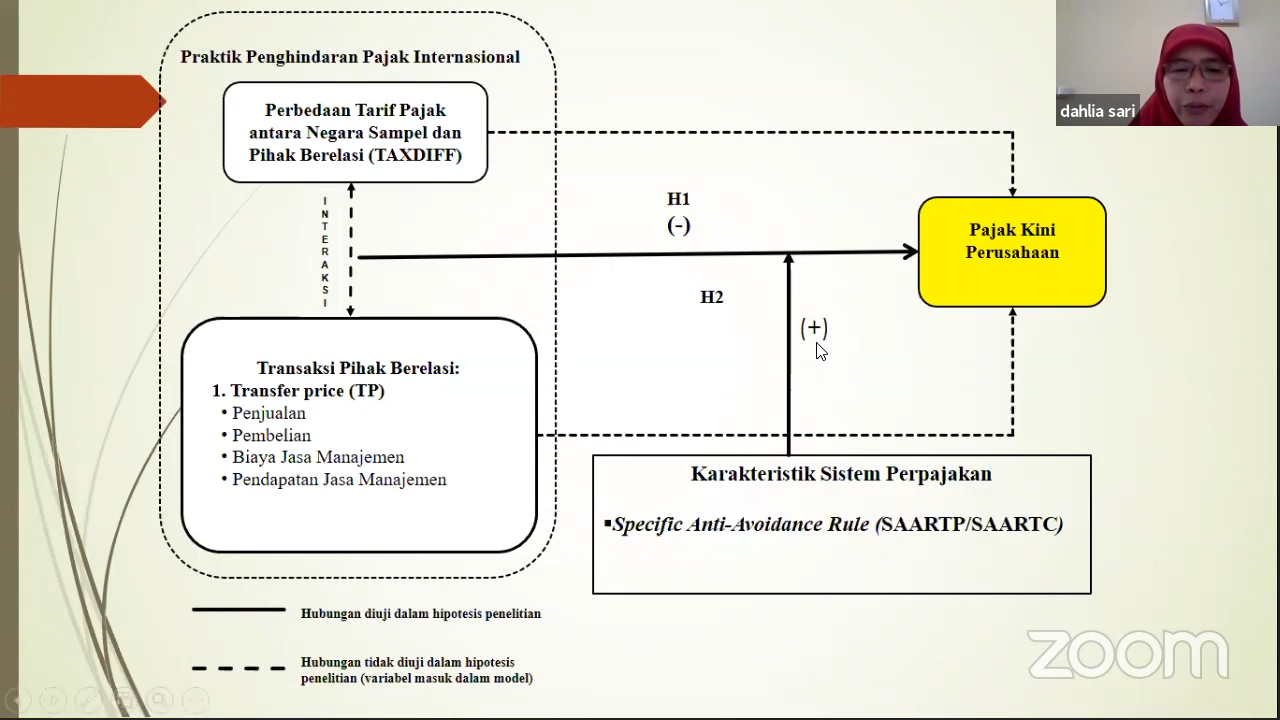 Praktik Penghindaran Pajak Internasional
Perbedaan Tarif Pajak
antara Negara Sampel dan
Pihak Berelasi (TAXDIFF)
dahlia sari
INTERAKSI
H1
(-)
Pajak Kini
Perusahaan
H2
(+)
Transaksi Pihak Berelasi:
1. Transfer price (TP)
• Penjualan
• Pembelian
• Biaya Jasa Manajemen
• Pendapatan Jasa Manajemen
Karakteristik Sistem Perpajakan
▪Specific Anti-Avoidance Rule (SAARTP/SAARTC)
Hubungan diuji dalam hipotesis penelitian
Hubungan tidak diuji dalam hipotesis
penelitian (variabel masuk dalam model)
zoom